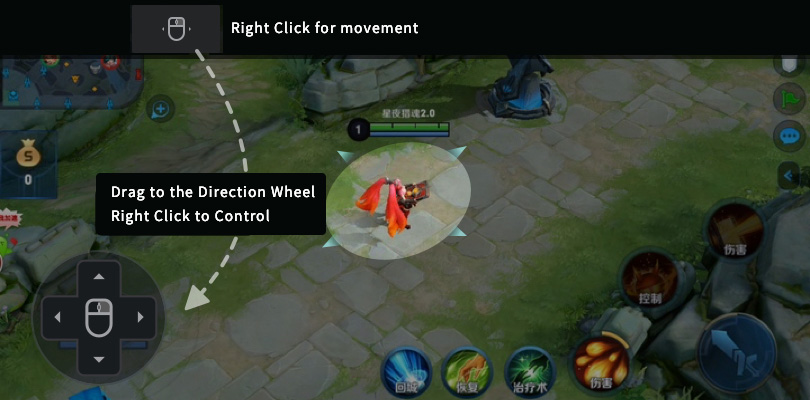 Right Click for movement
星夜猎魂2.0
1
S
0
Drag to the Direction Wheel
Right Click to Control
伤害
控制
回城
恢复
治疗术
伤害